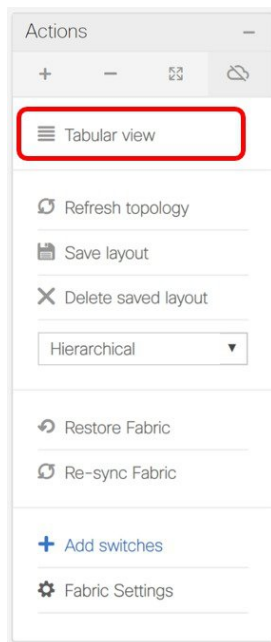 Actions
Tabular view
Refresh topology
Save layout
Delete saved layout
Hierarchical
Restore Fabric
Re-sync Fabric
Add switches
Fabric Settings